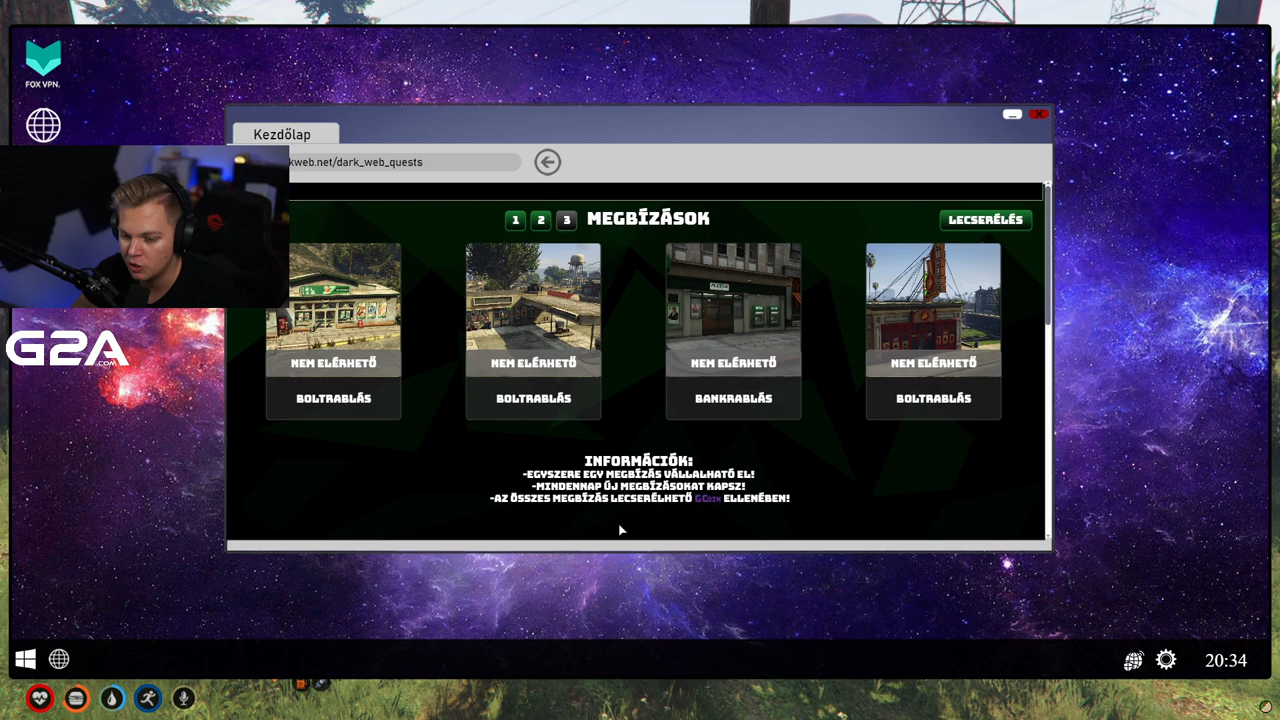 FOX VPN.
Kezdőlap
kweb.net/dark_web_quests
1 2 3 MEGBÍZÁSOK LECSERÉLÉS
NEM ELÉRHETŐ NEM ELÉRHETŐ NEM ELÉRHETŐ NEM ELÉRHETŐ
BOLTRABLÁS BOLTRABLÁS BANKRABLÁS BOLTRABLÁS
G2A.COM
INFORMÁCIÓK:
-EGYSZERE EGY MEGBÍZÁS VÁLLALHATÓ EL!
-MINDENNAP ÚJ MEGBÍZÁSOKAT KAPSZ!
-AZ ÖSSZES MEGBÍZÁS LECSERÉLHETŐ GCOIN ELLENÉBEN!
20:34